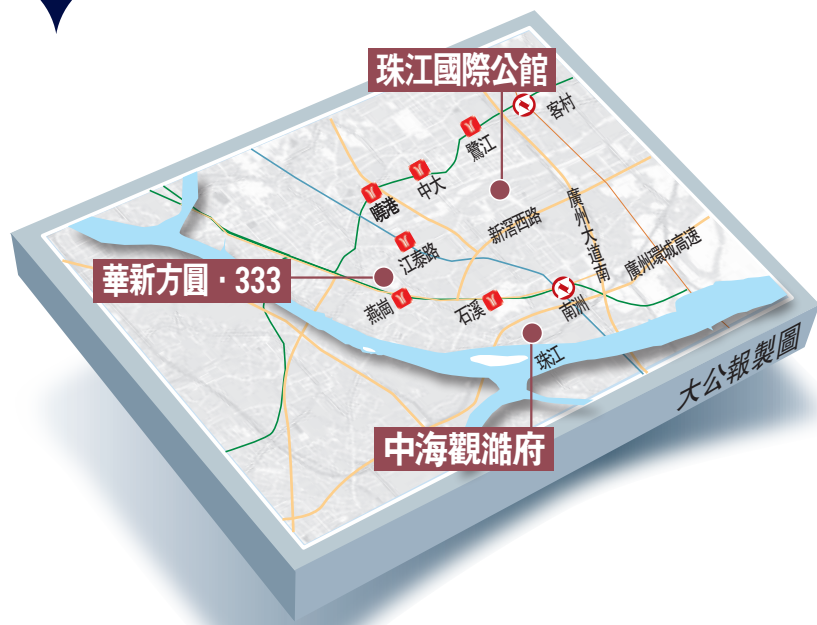 珠江國際公館
客村
鷺江
中大
曉港
新滘西路
廣州大道南
江泰路
廣州環城高速
華新方圓·333
燕崗
石溪
南洲
珠江
大公報製圖
中海觀澔府